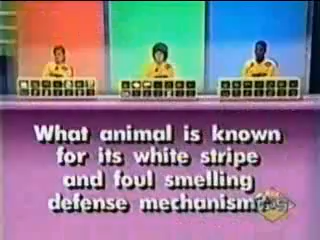 What animal is known
for its white stripe
and foul smelling
defense mechanism?